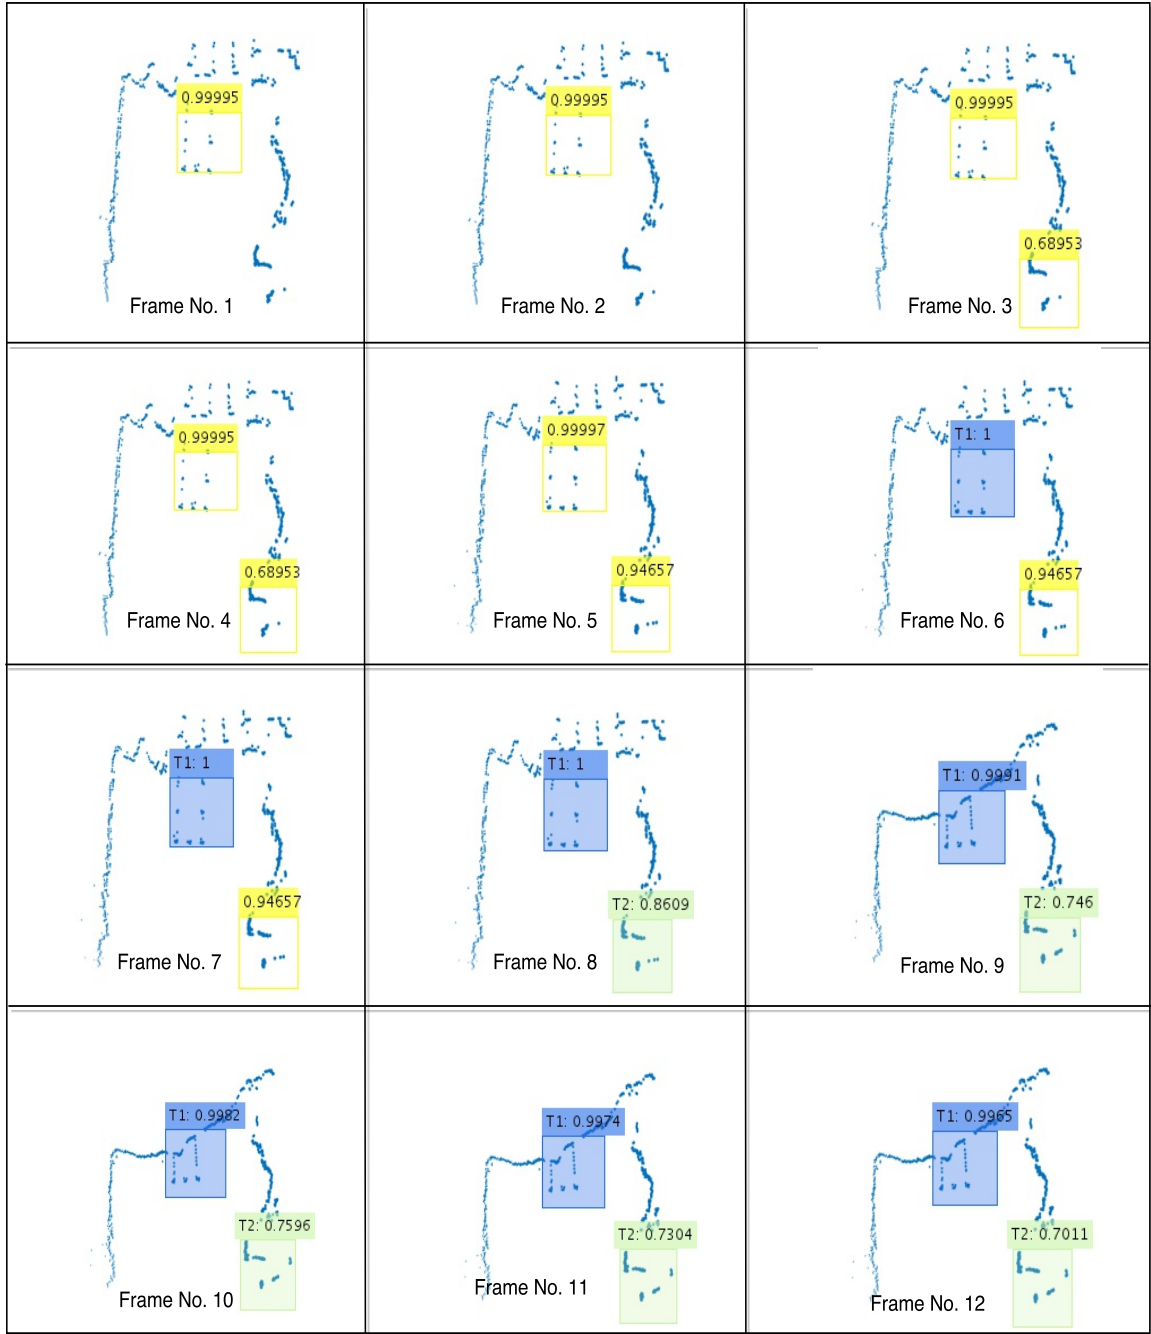 0.99995
Frame No. 1
0.99995
Frame No. 2
0.99995
0.68953
Frame No. 3
0.99995
0.68953
Frame No. 4
0.99997
0.94657
Frame No. 5
T1: 1
0.94657
Frame No. 6
T1: 1
0.94657
Frame No. 7
T1: 1
T2: 0.8609
Frame No. 8
T1: 0.9991
T2: 0.746
Frame No. 9
T1: 0.9982
T2: 0.7596
Frame No. 10
T1: 0.9974
T2: 0.7304
Frame No. 11
T1: 0.9965
T2: 0.7011
Frame No. 12